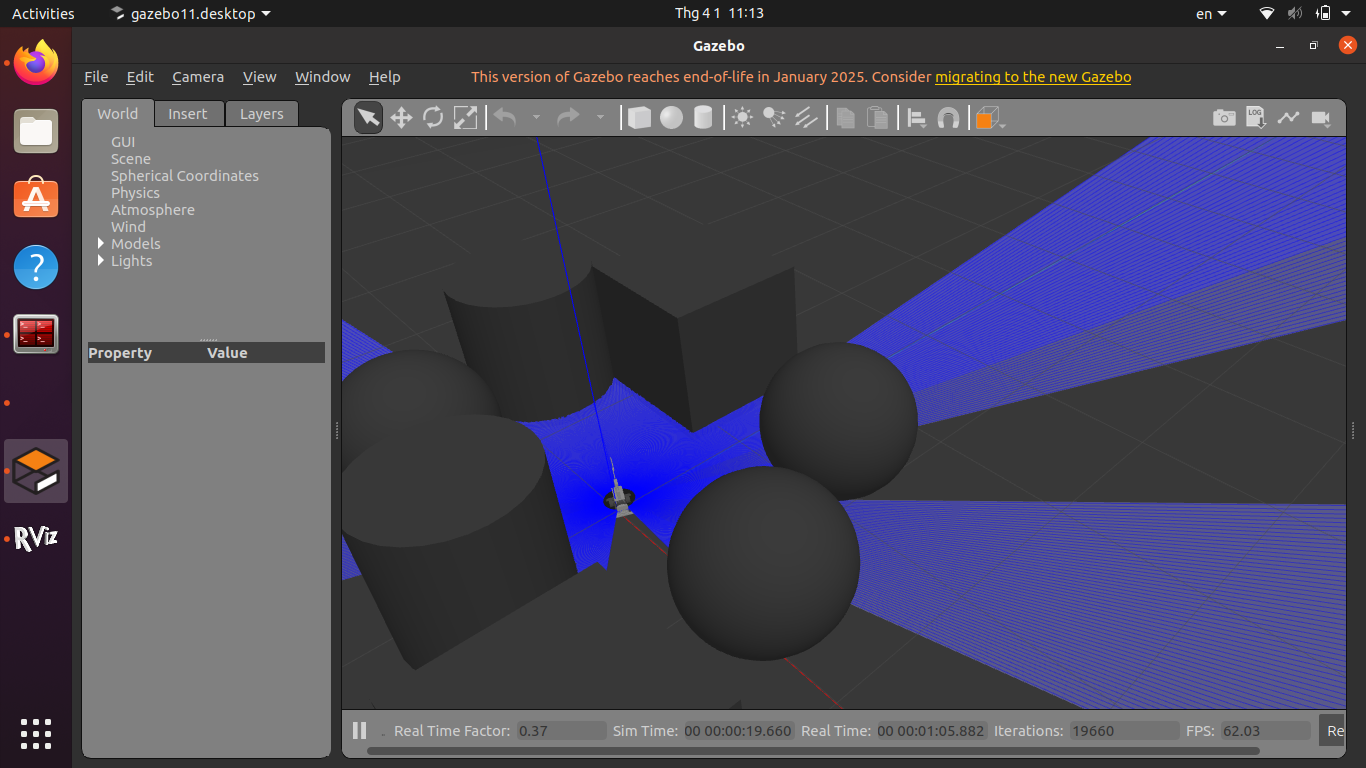 Activities gazebo11.desktop Thg 4 1 11:13 en
Gazebo
File Edit Camera View Window Help This version of Gazebo reaches end-of-life in January 2025. Consider migrating to the new Gazebo
World Insert Layers
LOG
GUI
Scene
Spherical Coordinates
Physics
Atmosphere
Wind
Models
Lights
Property Value
RViz
Real Time Factor: 0.37 Sim Time: 00 00:00:19.660 Real Time: 00 00:01:05.882 Iterations: 19660 FPS: 62.03 Re